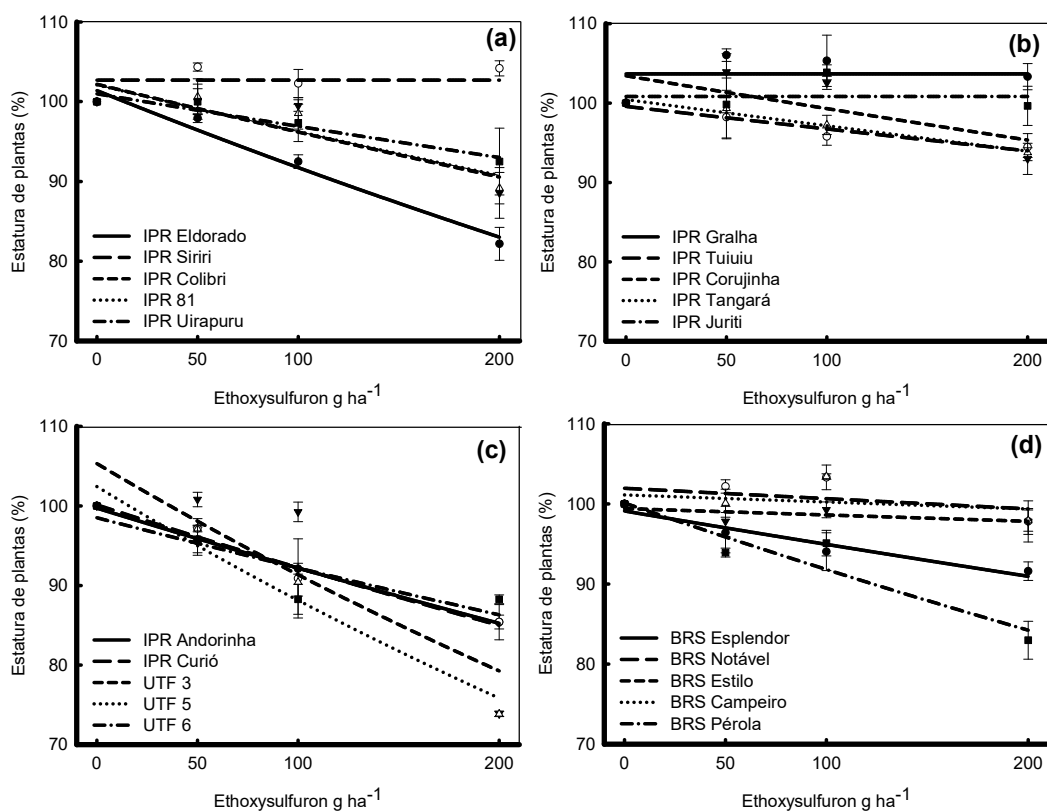 (a)
110
100
90
80
70
Estatura de plantas (%)
IPR Eldorado
IPR Siriri
IPR Colibri
IPR 81
IPR Uirapuru
0 50 100 200
Ethoxysulfuron g ha⁻¹
(b)
110
100
90
80
70
Estatura de plantas (%)
IPR Gralha
IPR Tuiuiu
IPR Corujinha
IPR Tangará
IPR Juriti
0 50 100 200
Ethoxysulfuron g ha⁻¹
(c)
110
100
90
80
70
Estatura de plantas (%)
IPR Andorinha
IPR Curió
UTF 3
UTF 5
UTF 6
0 50 100 200
Ethoxysulfuron g ha⁻¹
(d)
110
100
90
80
70
Estatura de plantas (%)
BRS Esplendor
BRS Notável
BRS Estilo
BRS Campeiro
BRS Pérola
0 50 100 200
Ethoxysulfuron g ha⁻¹